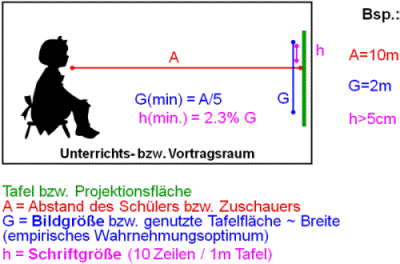 Bsp.:
h
A
A=10m
G(min) = A/5
G
G=2m
h(min.) = 2.3% G
h>5cm
Unterrichts- bzw. Vortragsraum
Tafel bzw. Projektionsfläche
A = Abstand des Schülers bzw. Zuschauers
G = Bildgröße bzw. genutzte Tafelfläche ~ Breite
(empirisches Wahrnehmungsoptimum)
h = Schriftgröße (10 Zeilen / 1m Tafel)